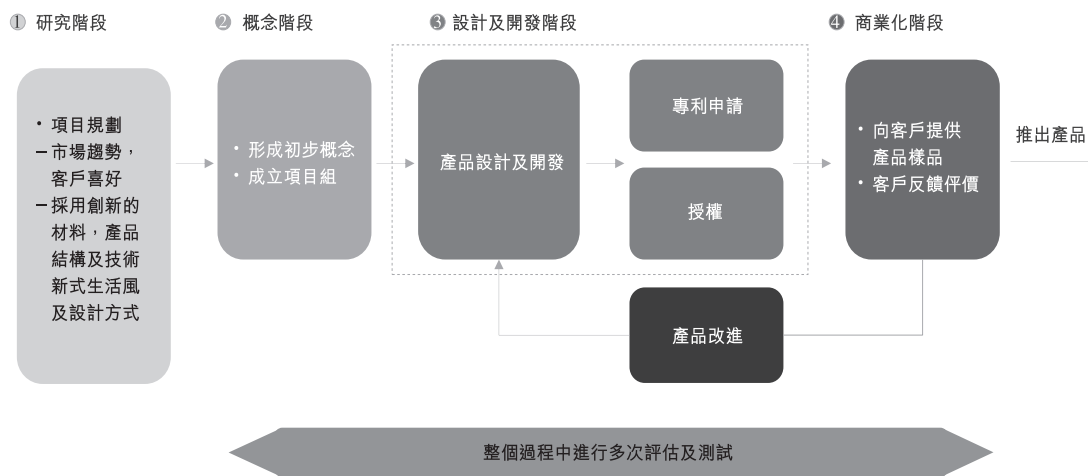 ① 研究階段
② 概念階段
③ 設計及開發階段
④ 商業化階段
• 項目規劃
– 市場趨勢，
客戶喜好
– 採用創新的
材料，產品
結構及技術
新式生活風
及設計方式
• 形成初步概念
• 成立項目組
產品設計及開發
專利申請
授權
• 向客戶提供
產品樣品
• 客戶反饋評價
推出產品
產品改進
整個過程中進行多次評估及測試